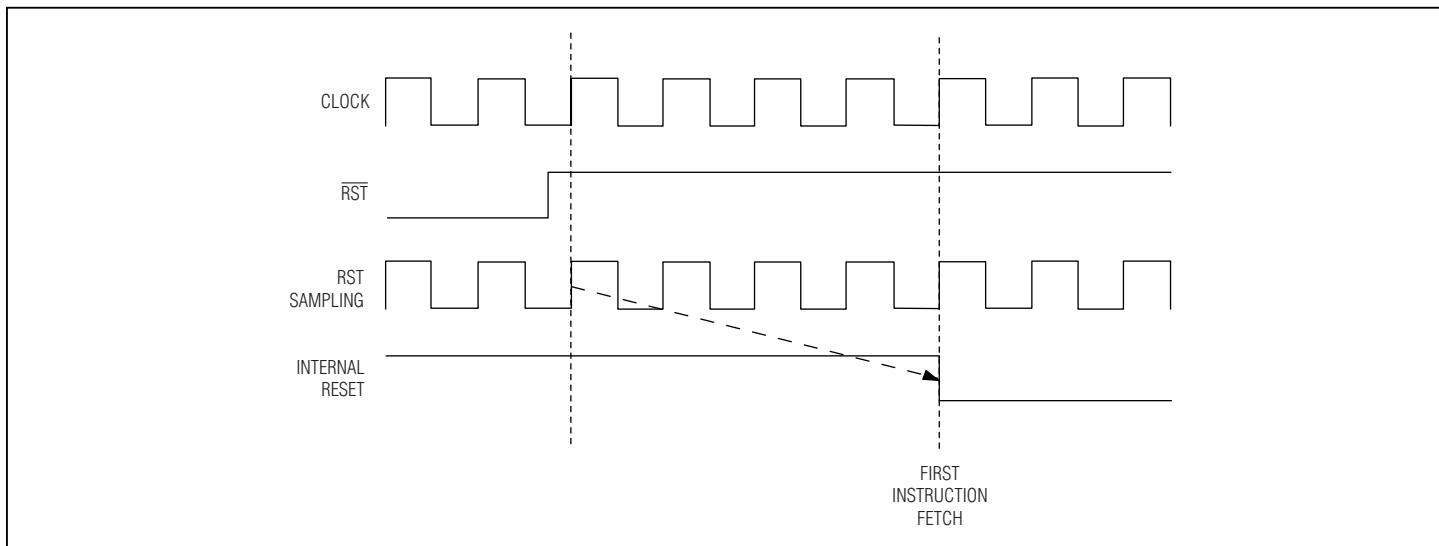 CLOCK
RST
RST
SAMPLING
INTERNAL
RESET
FIRST
INSTRUCTION
FETCH